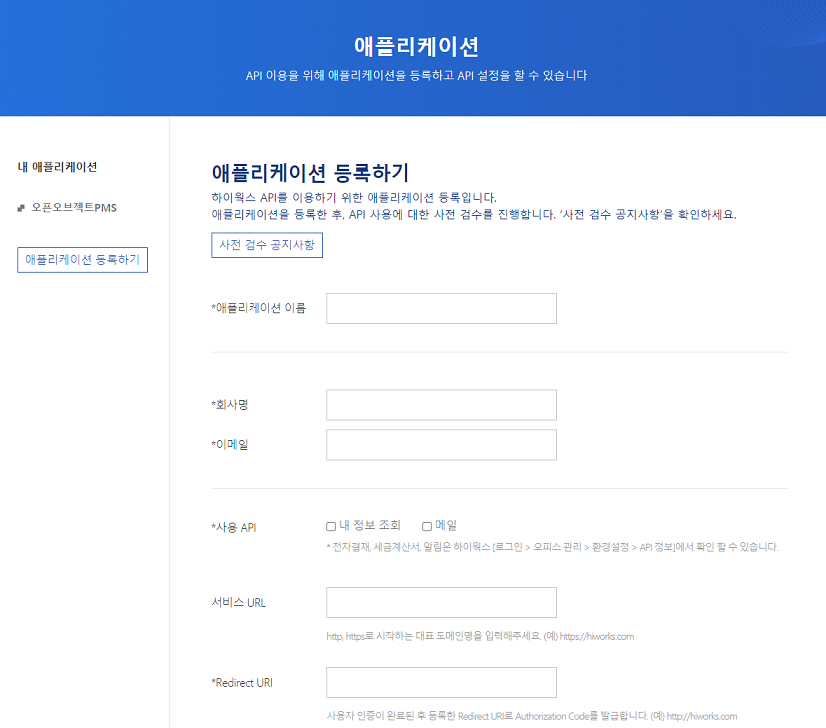 애플리케이션
API 이용을 위해 애플리케이션을 등록하고 API 설정을 할 수 있습니다
내 애플리케이션
오픈오브젝트PMS
애플리케이션 등록하기
애플리케이션 등록하기
하이웍스 API를 이용하기 위한 애플리케이션 등록입니다.
애플리케이션을 등록한 후, API 사용에 대한 사전 검수를 진행합니다. '사전 검수 공지사항'을 확인하세요.
사전 검수 공지사항
*애플리케이션 이름
*회사명
*이메일
*사용 API
내 정보 조회 메일
* 전자결재, 세금계산서, 알림은 하이웍스 [로그인 > 오피스 관리 > 환경설정 > API 정보]에서 확인 할 수 있습니다.
서비스 URL
http, https로 시작하는 대표 도메인명을 입력해주세요. (예) https://hiworks.com
*Redirect URI
사용자 인증이 완료된 후 등록한 Redirect URI로 Authorization Code를 발급합니다. (예) http://hiworks.com